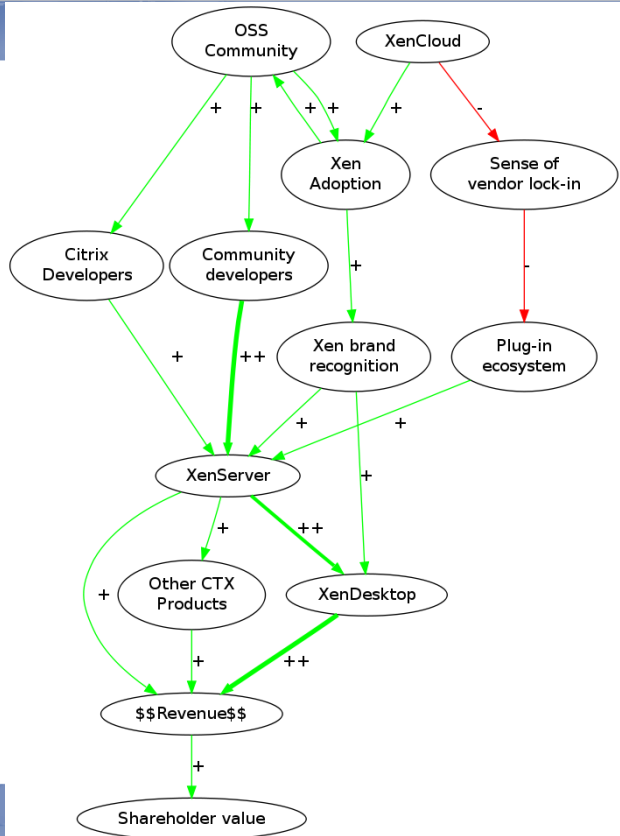 OSS
Community
XenCloud
+
+
+
+
+
-
Xen
Adoption
Sense of
vendor lock-in
Citrix
Developers
Community
developers
+
-
+
++
Xen brand
recognition
Plug-in
ecosystem
+
+
XenServer
+
+
++
Other CTX
Products
XenDesktop
+
+
++
$$Revenue$$
+
Shareholder value